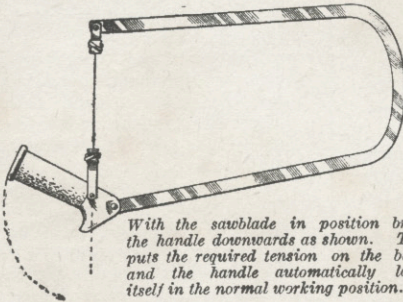 With the sawblade in position
the handle downwards as shown.
puts the required tension on the
and the handle automatically
itself in the normal working position.